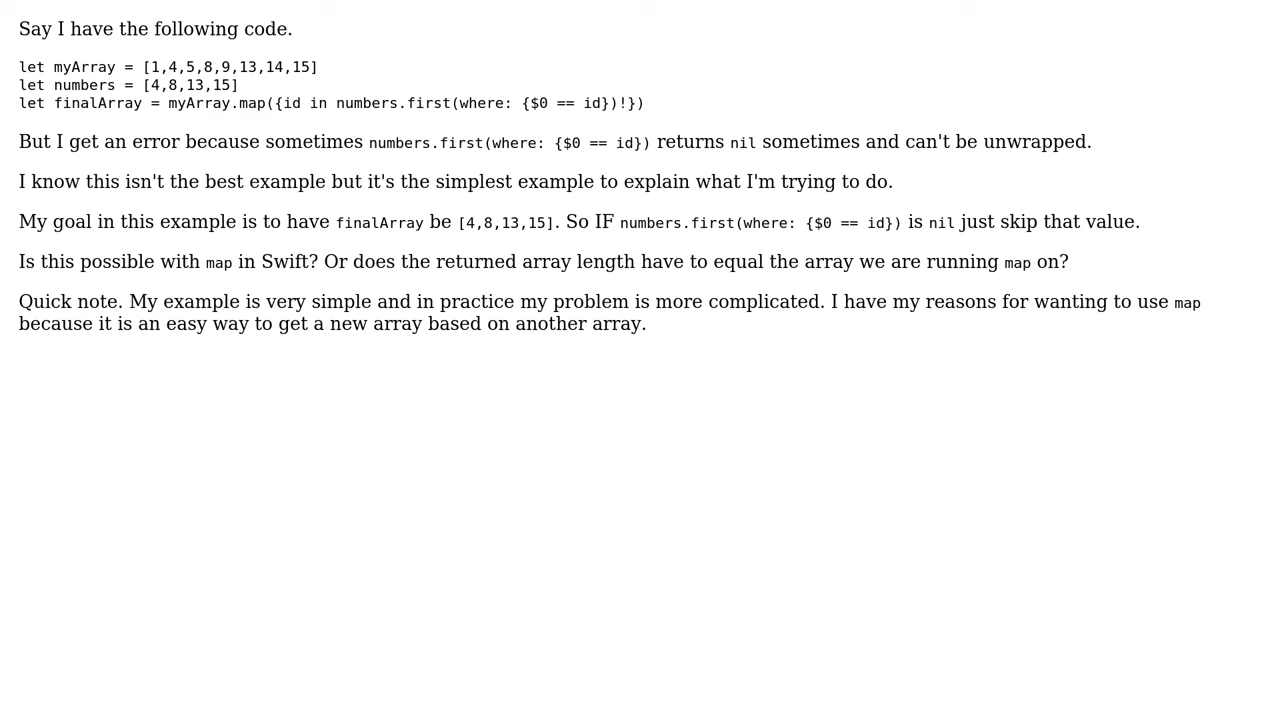 Say I have the following code.
let myArray = [1,4,5,8,9,13,14,15]
let numbers = [4,8,13,15]
let finalArray = myArray.map({id in numbers.first(where: {$0 == id})!})
But I get an error because sometimes numbers.first(where: {$0 == id}) returns nil sometimes and can't be unwrapped.
I know this isn't the best example but it's the simplest example to explain what I'm trying to do.
My goal in this example is to have finalArray be [4,8,13,15]. So IF numbers.first(where: {$0 == id}) is nil just skip that value.
Is this possible with map in Swift? Or does the returned array length have to equal the array we are running map on?
Quick note. My example is very simple and in practice my problem is more complicated. I have my reasons for wanting to use map
because it is an easy way to get a new array based on another array.